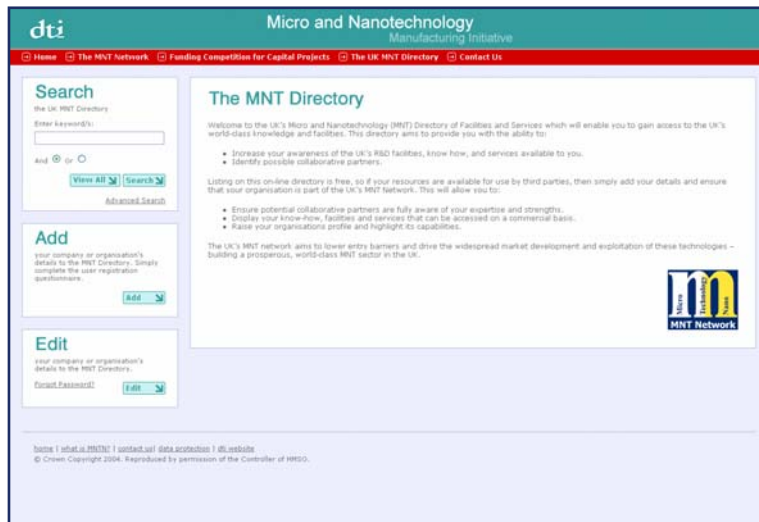 dti
Micro and Nanotechnology
Manufacturing Initiative
Home The MNT Network Funding Competition for Capital Projects The UK MNT Directory Contact Us
Search
the UK MNT Directory
Enter keyword/s:
And Or
View All Search
Advanced Search
Add
your company or organisation's
details to the MNT Directory. Simply
complete the user registration
questionnaire.
Add
Edit
your company or organisation's
details to the MNT Directory.
Forgot Password?
Edit
The MNT Directory
Welcome to the UK's Micro and Nanotechnology (MNT) Directory of Facilities and Services which will enable you to gain access to the UK's
world-class knowledge and facilities. This directory aims to provide you with the ability to:
Increase your awareness of the UK's R&D facilities, know how, and services available to you.
Identify possible collaborative partners.
Listing on this on-line directory is free, so if your resources are available for use by third parties, then simply add your details and ensure
that your organisation is part of the UK's MNT Network. This will allow you to:
Ensure potential collaborative partners are fully aware of your expertise and strengths.
Display your know-how, facilities and services that can be accessed on a commercial basis.
Raise your organisations profile and highlight its capabilities.
The UK's MNT network aims to lower entry barriers and drive the widespread market development and exploitation of these technologies –
building a prosperous, world-class MNT sector in the UK.
Micro
Technology
Nano
MNT Network
home | what is MNTN? | contact us| data protection | dti website
© Crown Copyright 2004. Reproduced by permission of the Controller of HMSO.